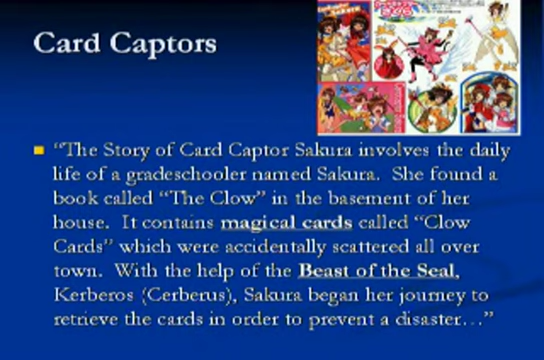 Card Captors
“The Story of Card Captor Sakura involves the daily
life of a gradeschooler named Sakura. She found a
book called “The Clow” in the basement of her
house. It contains magical cards called “Clow
Cards” which were accidentally scattered all over
town. With the help of the Beast of the Seal,
Kerberos (Cerberus), Sakura began her journey to
retrieve the cards in order to prevent a disaster…”